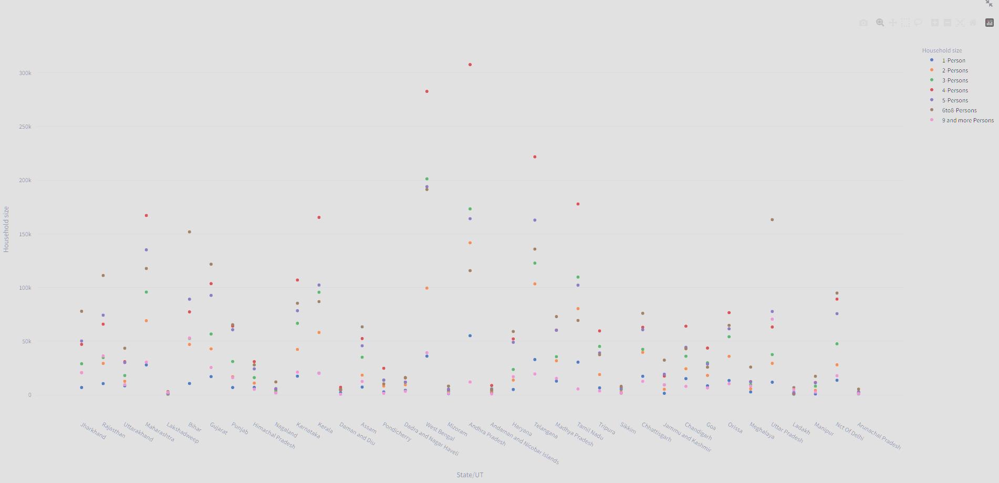 Household size
1-Person
2-Persons
3-Persons
4-Persons
5-Persons
6to8-Persons
9 and more Persons
300k
250k
200k
150k
100k
50k
0
Household size
Jharkhand
Rajasthan
Uttarakhand
Maharashtra
Lakshadweep
Bihar
Gujarat
Punjab
Himachal Pradesh
Nagaland
Karnataka
Kerala
Daman and Diu
Assam
Pondicherry
Dadra and Nagar Haveli
West Bengal
Mizoram
Andhra Pradesh
Andaman and Nicobar Islands
Haryana
Telangana
Madhya Pradesh
Tamil Nadu
Tripura
Sikkim
Chhattisgarh
Jammu and Kashmir
Chandigarh
Goa
Orissa
Meghalaya
Uttar Pradesh
Ladakh
Manipur
Nct Of Delhi
Arunachal Pradesh
State/UT